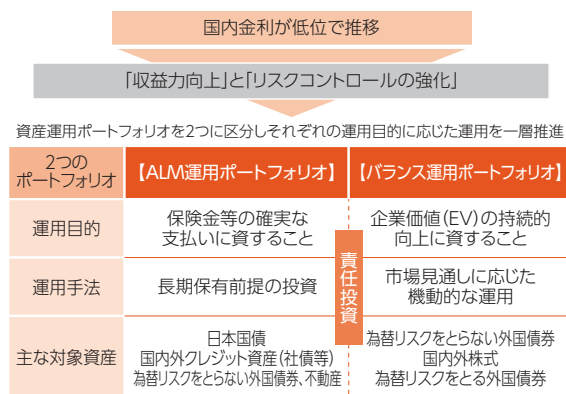 国内金利が低位で推移
「収益力向上」と「リスクコントロールの強化」
資産運用ポートフォリオを2つに区分しそれぞれの運用目的に応じた運用を一層推進
2つの
ポートフォリオ
【ALM運用ポートフォリオ】
【バランス運用ポートフォリオ】
運用目的
保険金等の確実な
支払いに資すること
企業価値(EV)の持続的
向上に資すること
責任投資
運用手法
長期保有前提の投資
市場見通しに応じた
機動的な運用
主な対象資産
日本国債
国内外クレジット資産(社債等)
為替リスクをとらない外国債券、不動産
為替リスクをとらない外国債券
国内外株式
為替リスクをとる外国債券